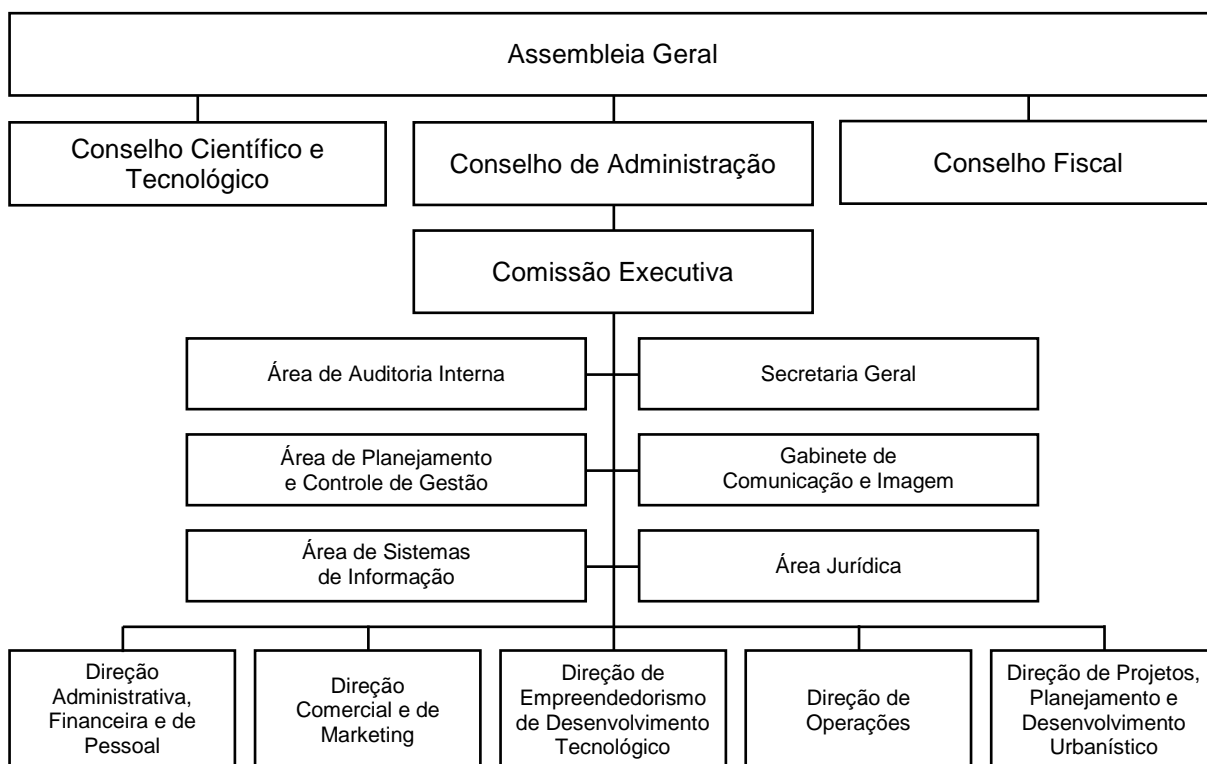 Assembleia Geral
Conselho Científico e
Tecnológico
Conselho de Administração
Conselho Fiscal
Comissão Executiva
Área de Auditoria Interna
Secretaria Geral
Área de Planejamento
e Controle de Gestão
Gabinete de
Comunicação e Imagem
Área de Sistemas
de Informação
Área Jurídica
Direção
Administrativa,
Financeira e de
Pessoal
Direção
Comercial e de
Marketing
Direção de
Empreendedorismo
de Desenvolvimento
Tecnológico
Direção de
Operações
Direção de Projetos,
Planejamento e
Desenvolvimento
Urbanístico